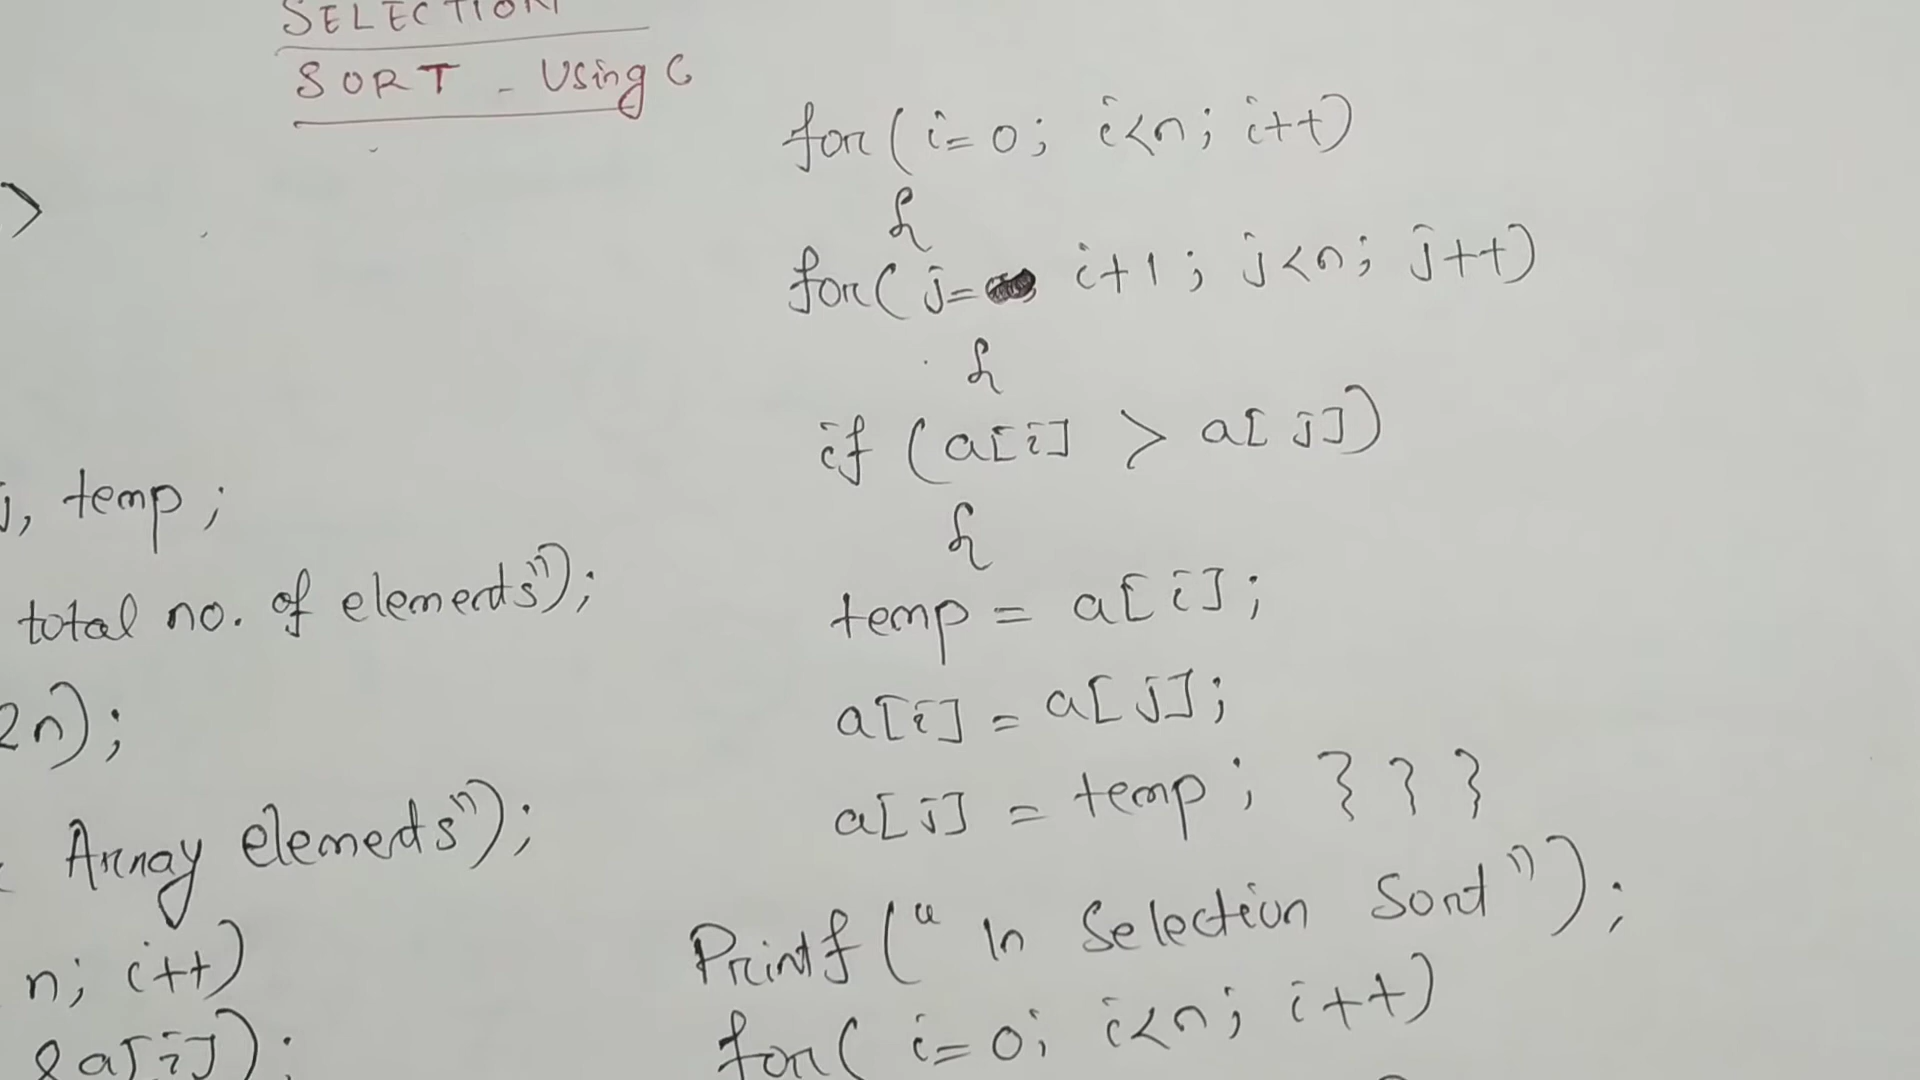 SELECTION
SORT - Using C
>
j, temp;
total no. of elements");
&n);
Array elements");
n; i++)
&a[i]);
for(i=0; i<n; i++)
{
for(j= i+1; j<n; j++)
{
if (a[i] > a[j])
{
temp = a[i];
a[i] = a[j];
a[j] = temp; } } }
Printf (" In Selection Sort");
for( i=0; i<n; i++)